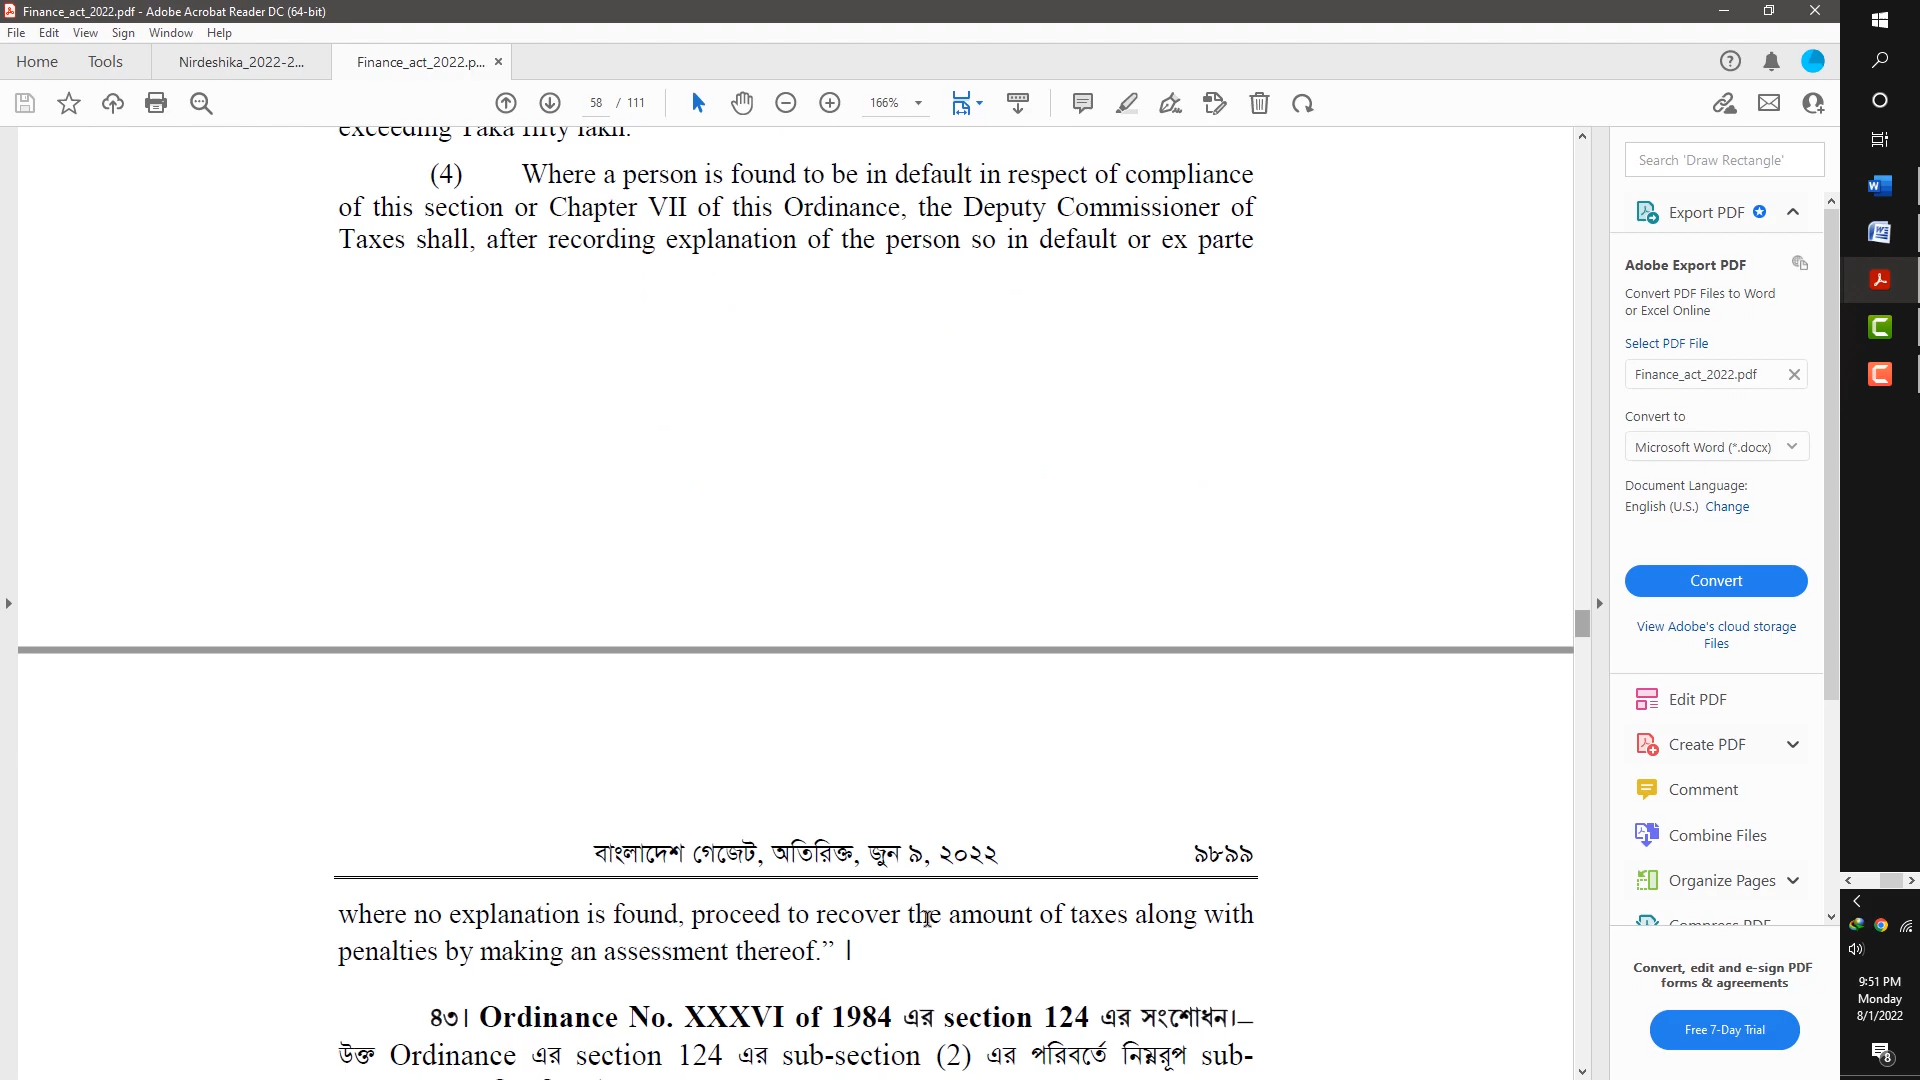 Finance_act_2022.pdf - Adobe Acrobat Reader DC (64-bit)
File Edit View Sign Window Help
Home Tools Nirdeshika_2022-2... Finance_act_2022.p...
58 / 111 166%
exceeding Taka fifty lakh.
(4) Where a person is found to be in default in respect of compliance
of this section or Chapter VII of this Ordinance, the Deputy Commissioner of
Taxes shall, after recording explanation of the person so in default or ex parte
বাংলাদেশ গেজেট, অতিরিক্ত, জুন ৯, ২০২২ ৯৮৯৯
where no explanation is found, proceed to recover the amount of taxes along with
penalties by making an assessment thereof.” |
৪৩। Ordinance No. XXXVI of 1984 এর section 124 এর সংশোধন।—
উক্ত Ordinance এর section 124 এর sub-section (2) এর পরিবর্তে নিম্নরূপ sub-
Search 'Draw Rectangle'
Export PDF
Adobe Export PDF
Convert PDF Files to Word
or Excel Online
Select PDF File
Finance_act_2022.pdf
Convert to
Microsoft Word (*.docx)
Document Language:
English (U.S.) Change
Convert
View Adobe's cloud storage
Files
Edit PDF
Create PDF
Comment
Combine Files
Organize Pages
Compress PDF
Convert, edit and e-sign PDF
forms & agreements
Free 7-Day Trial
9:51 PM
Monday
8/1/2022
8